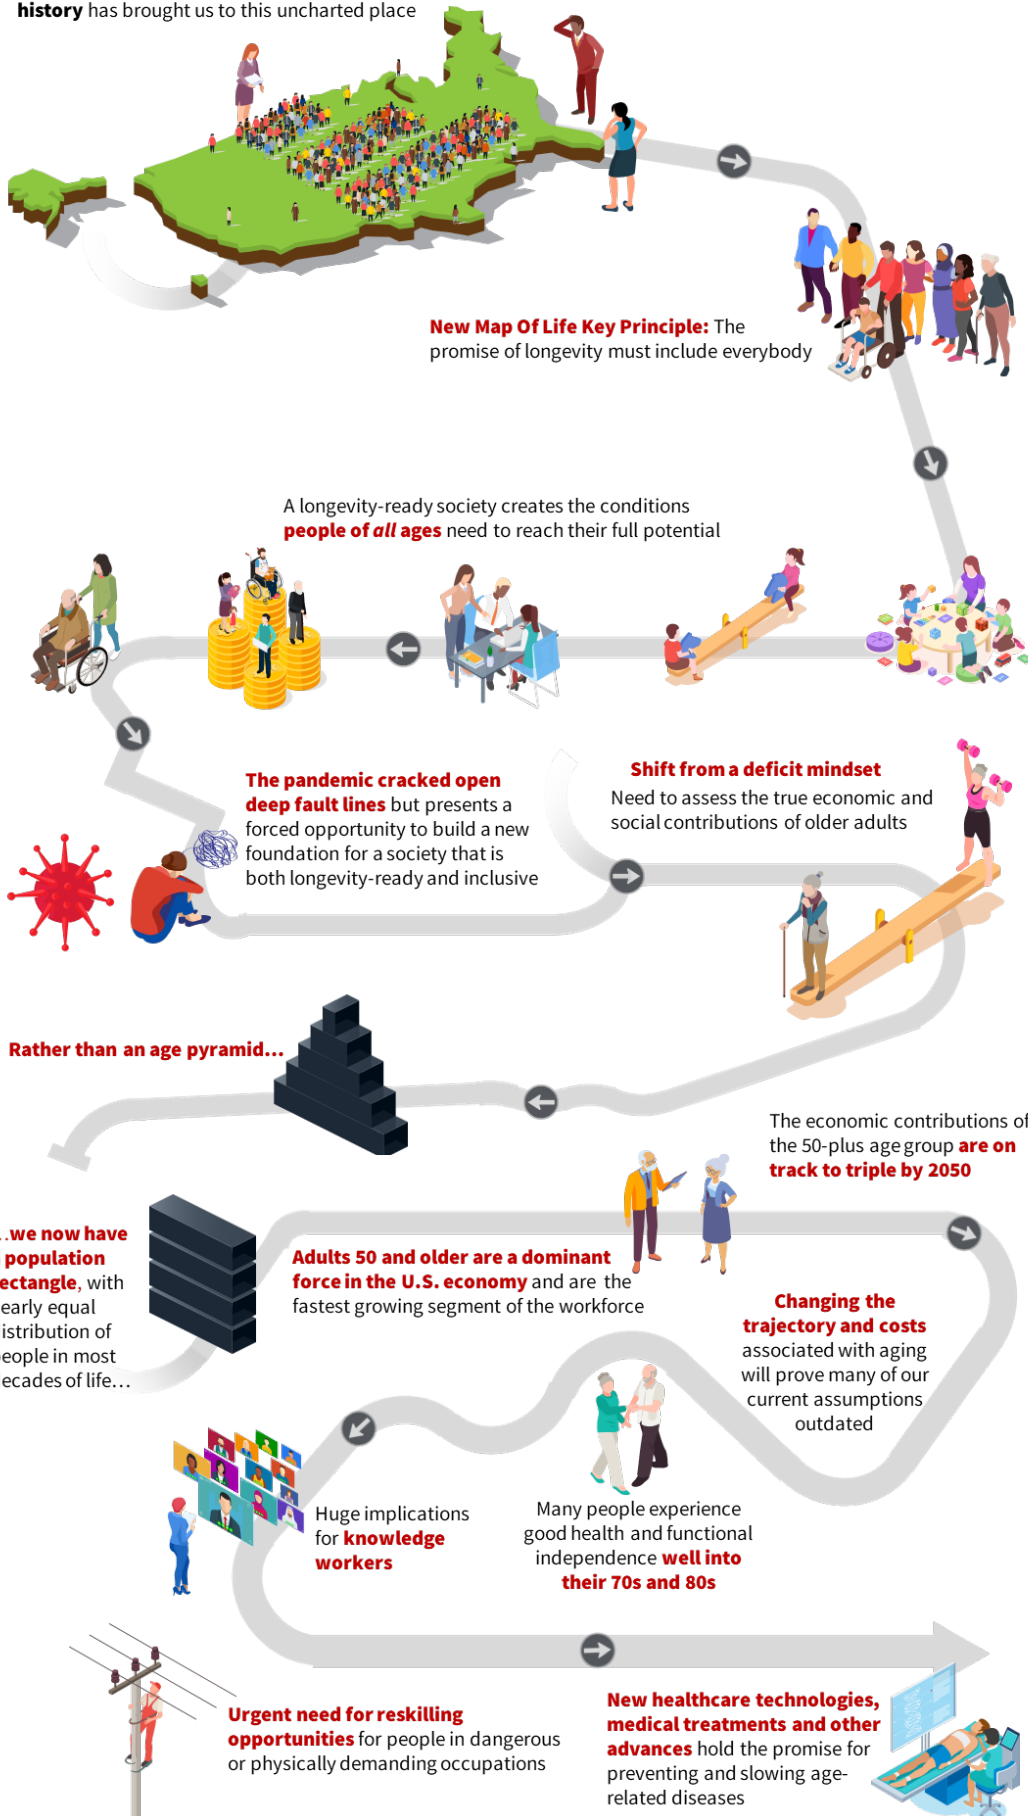 history has brought us to this uncharted place
New Map Of Life Key Principle: The
promise of longevity must include everybody
A longevity-ready society creates the conditions
people of all ages need to reach their full potential
The pandemic cracked open
deep fault lines but presents a
forced opportunity to build a new
foundation for a society that is
both longevity-ready and inclusive
Shift from a deficit mindset
Need to assess the true economic and
social contributions of older adults
Rather than an age pyramid...
The economic contributions of
the 50-plus age group are on
track to triple by 2050
..we now have
population
ectangle, with
early equal
istribution of
eople in most
ecades of life...
Adults 50 and older are a dominant
force in the U.S. economy and are the
fastest growing segment of the workforce
Changing the
trajectory and costs
associated with aging
will prove many of our
current assumptions
outdated
Huge implications
for knowledge
workers
Many people experience
good health and functional
independence well into
their 70s and 80s
Urgent need for reskilling
opportunities for people in dangerous
or physically demanding occupations
New healthcare technologies,
medical treatments and other
advances hold the promise for
preventing and slowing age-
related diseases